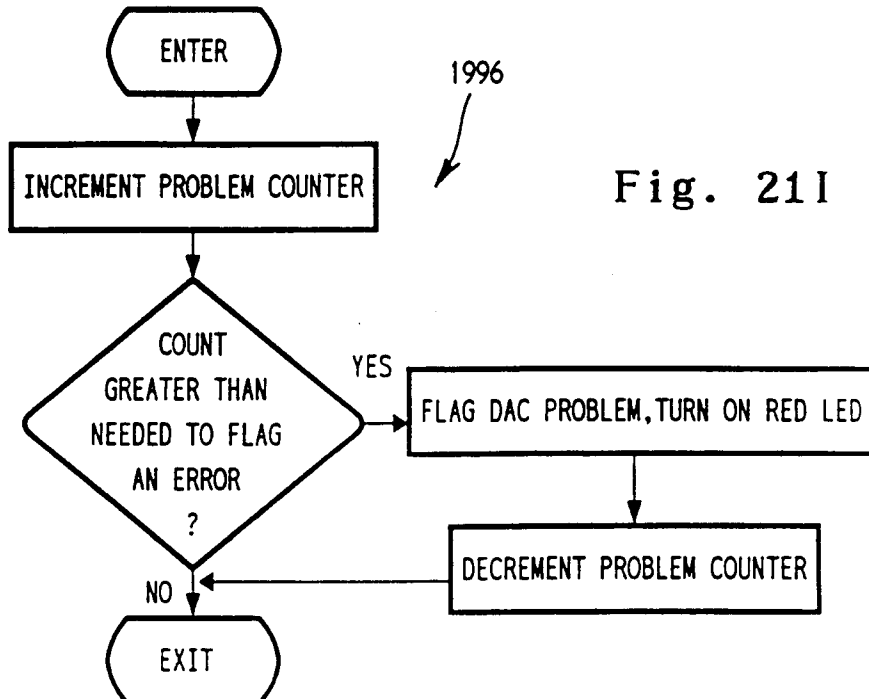 ENTER
1996
INCREMENT PROBLEM COUNTER
Fig. 21I
COUNT
GREATER THAN
NEEDED TO FLAG
AN ERROR
?
YES
FLAG DAC PROBLEM,TURN ON RED LED
DECREMENT PROBLEM COUNTER
NO
EXIT